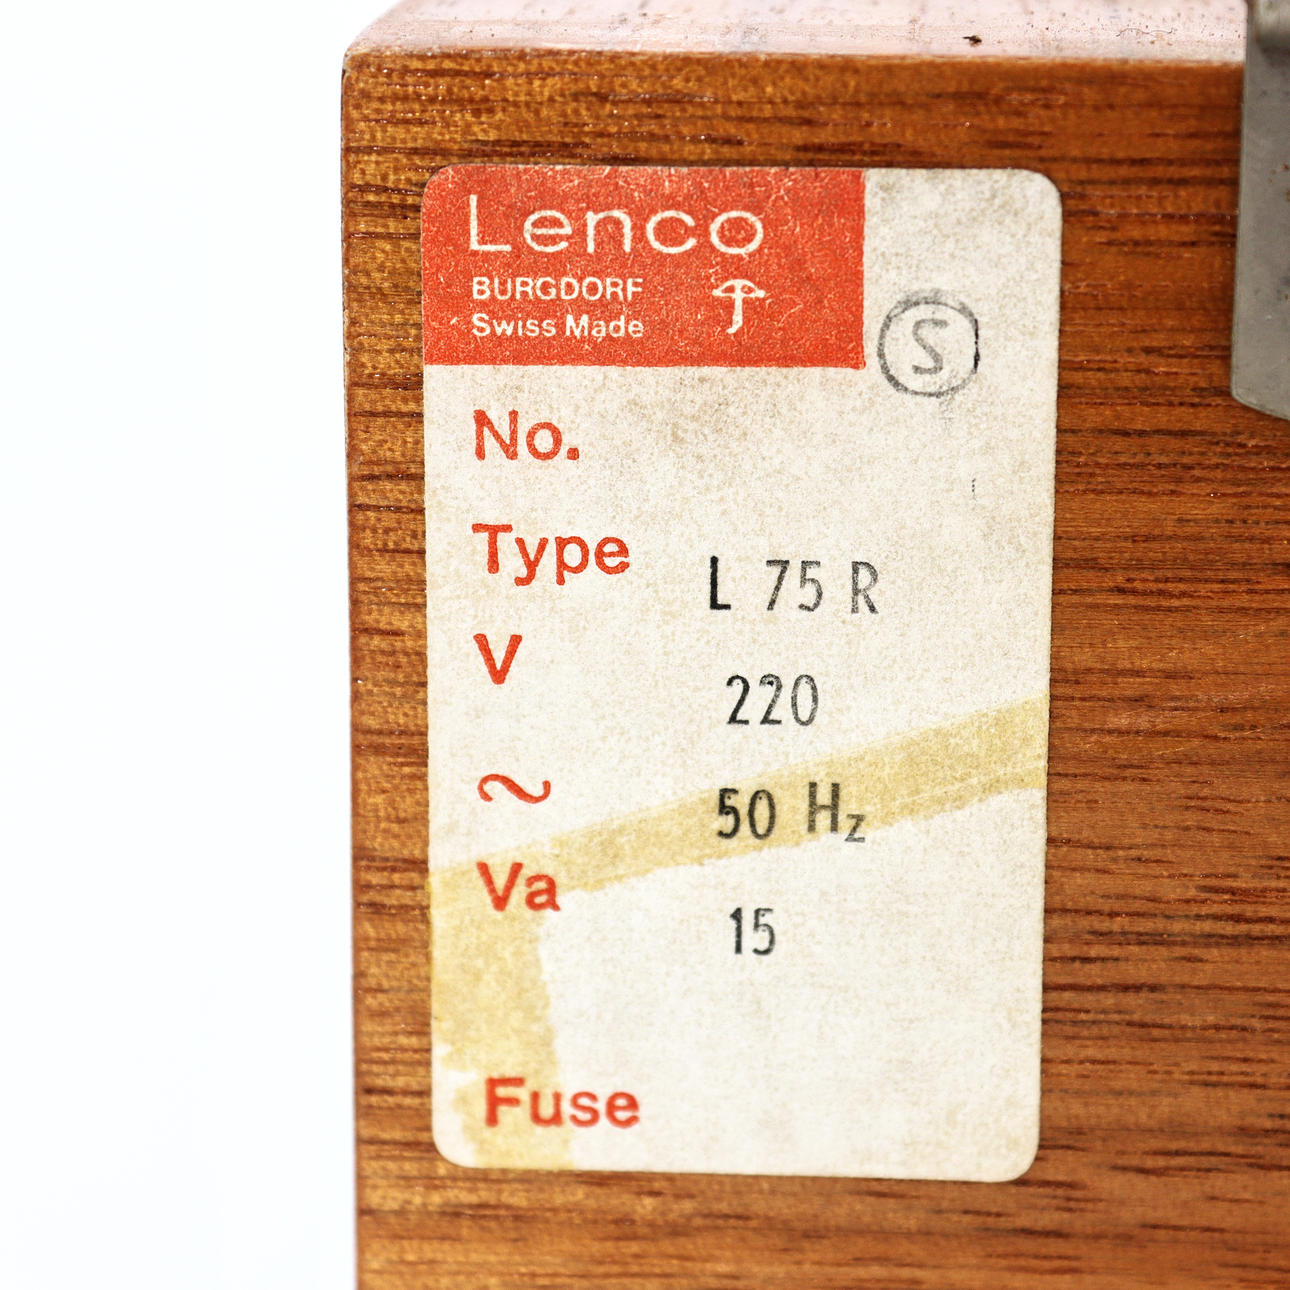 Lenco
BURGDORF
Swiss Made
S
No.
Type L 75 R
V 220
~ 50 Hz
Va 15
Fuse